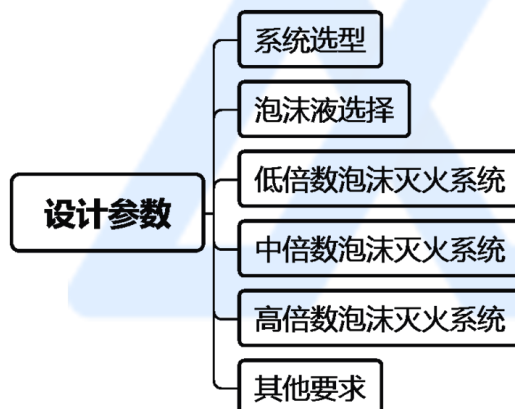 系统选型
泡沫液选择
低倍数泡沫灭火系统
设计参数
中倍数泡沫灭火系统
高倍数泡沫灭火系统
其他要求